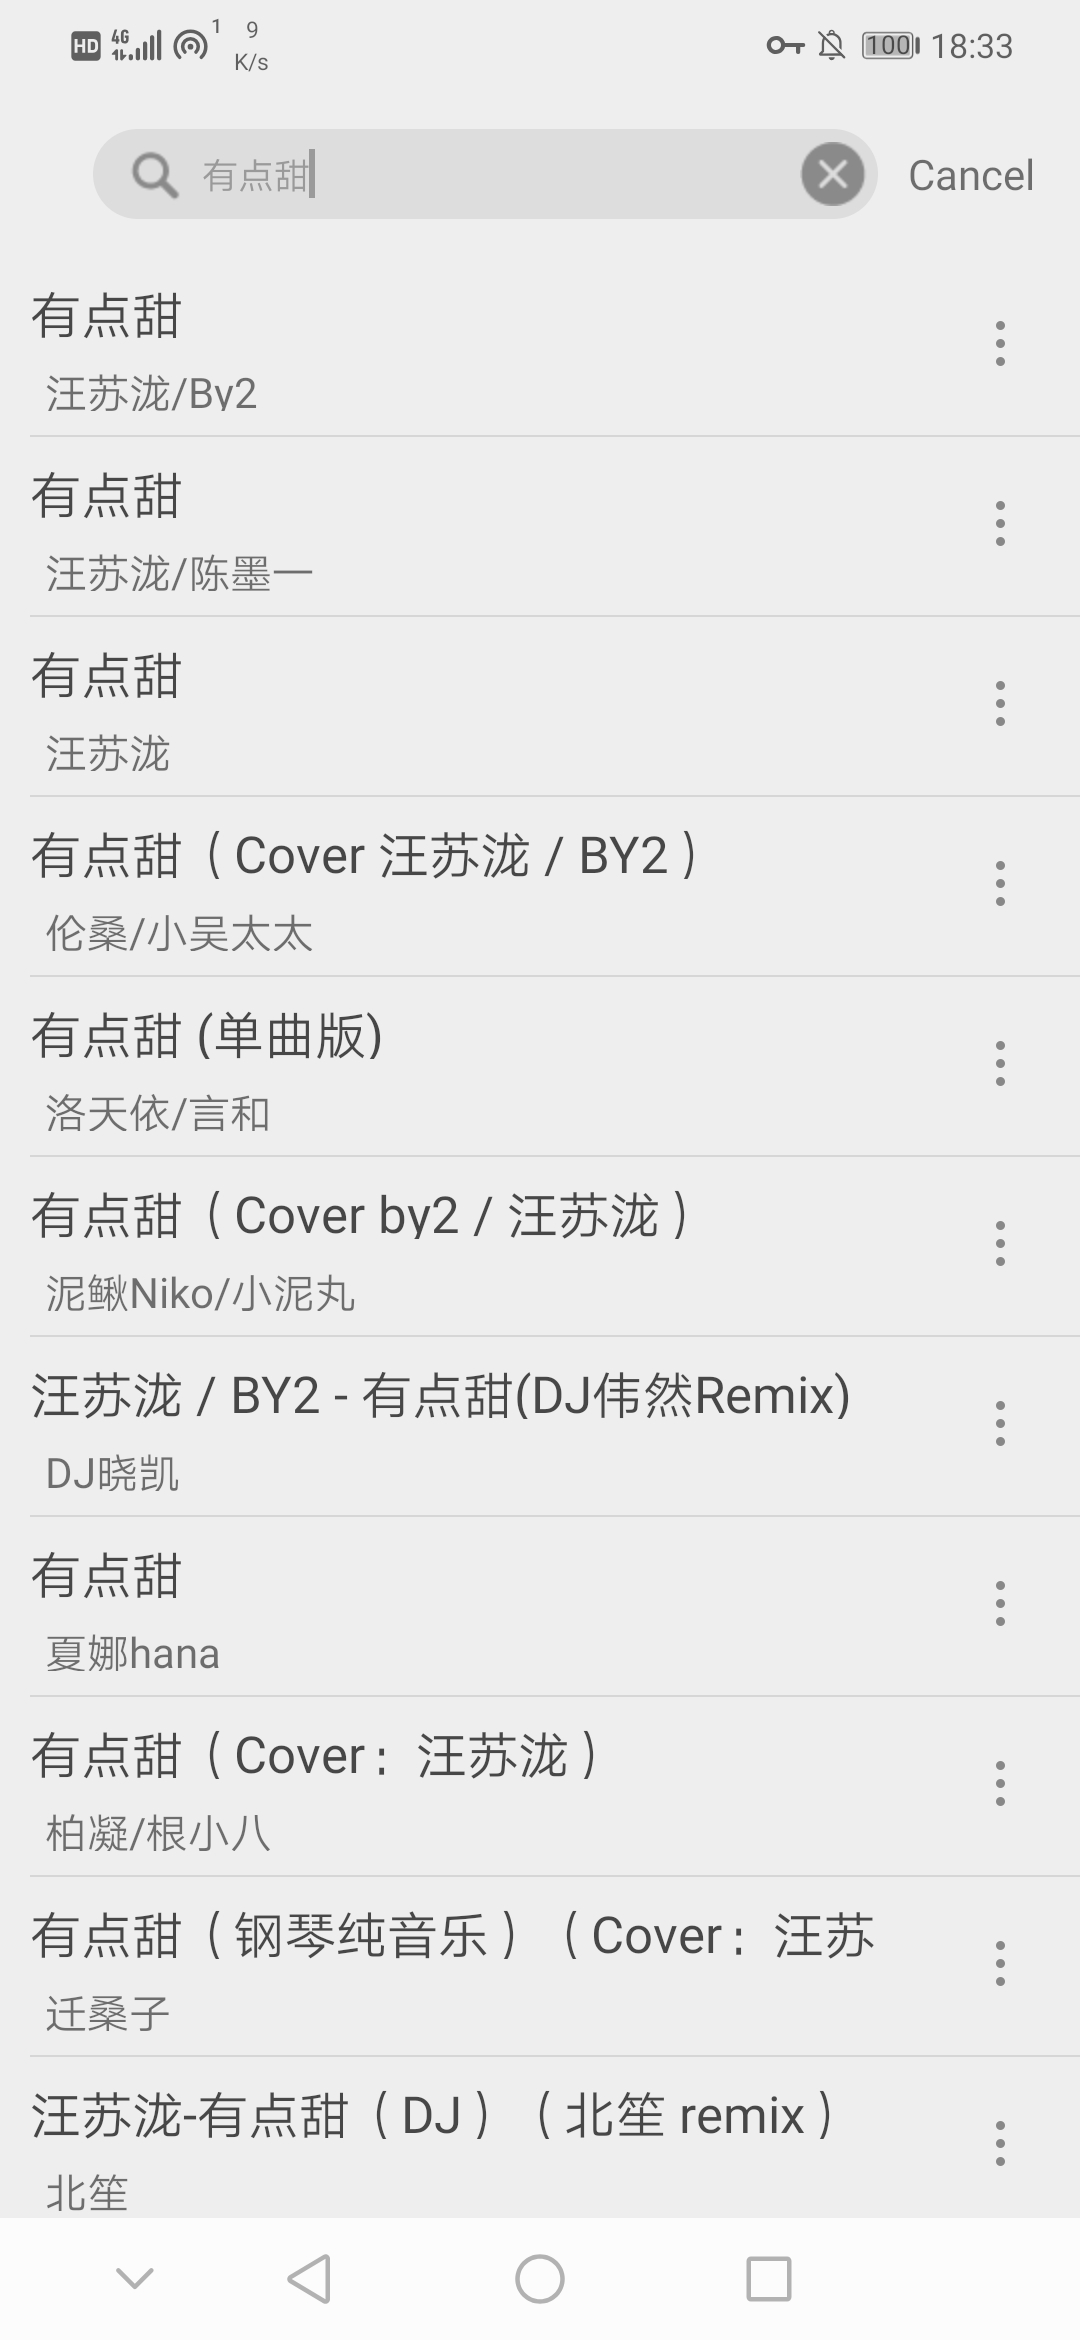 HD 4G 1 9 K/s 100 18:33
有点甜 Cancel
有点甜
汪苏泷/By2
有点甜
汪苏泷/陈墨一
有点甜
汪苏泷
有点甜（Cover 汪苏泷 / BY2）
伦桑/小吴太太
有点甜 (单曲版)
洛天依/言和
有点甜（Cover by2 / 汪苏泷）
泥鳅Niko/小泥丸
汪苏泷 / BY2 - 有点甜(DJ伟然Remix)
DJ晓凯
有点甜
夏娜hana
有点甜（Cover：汪苏泷）
柏凝/根小八
有点甜（钢琴纯音乐）（Cover：汪苏
迁桑子
汪苏泷-有点甜（DJ）（北笙 remix）
北笙